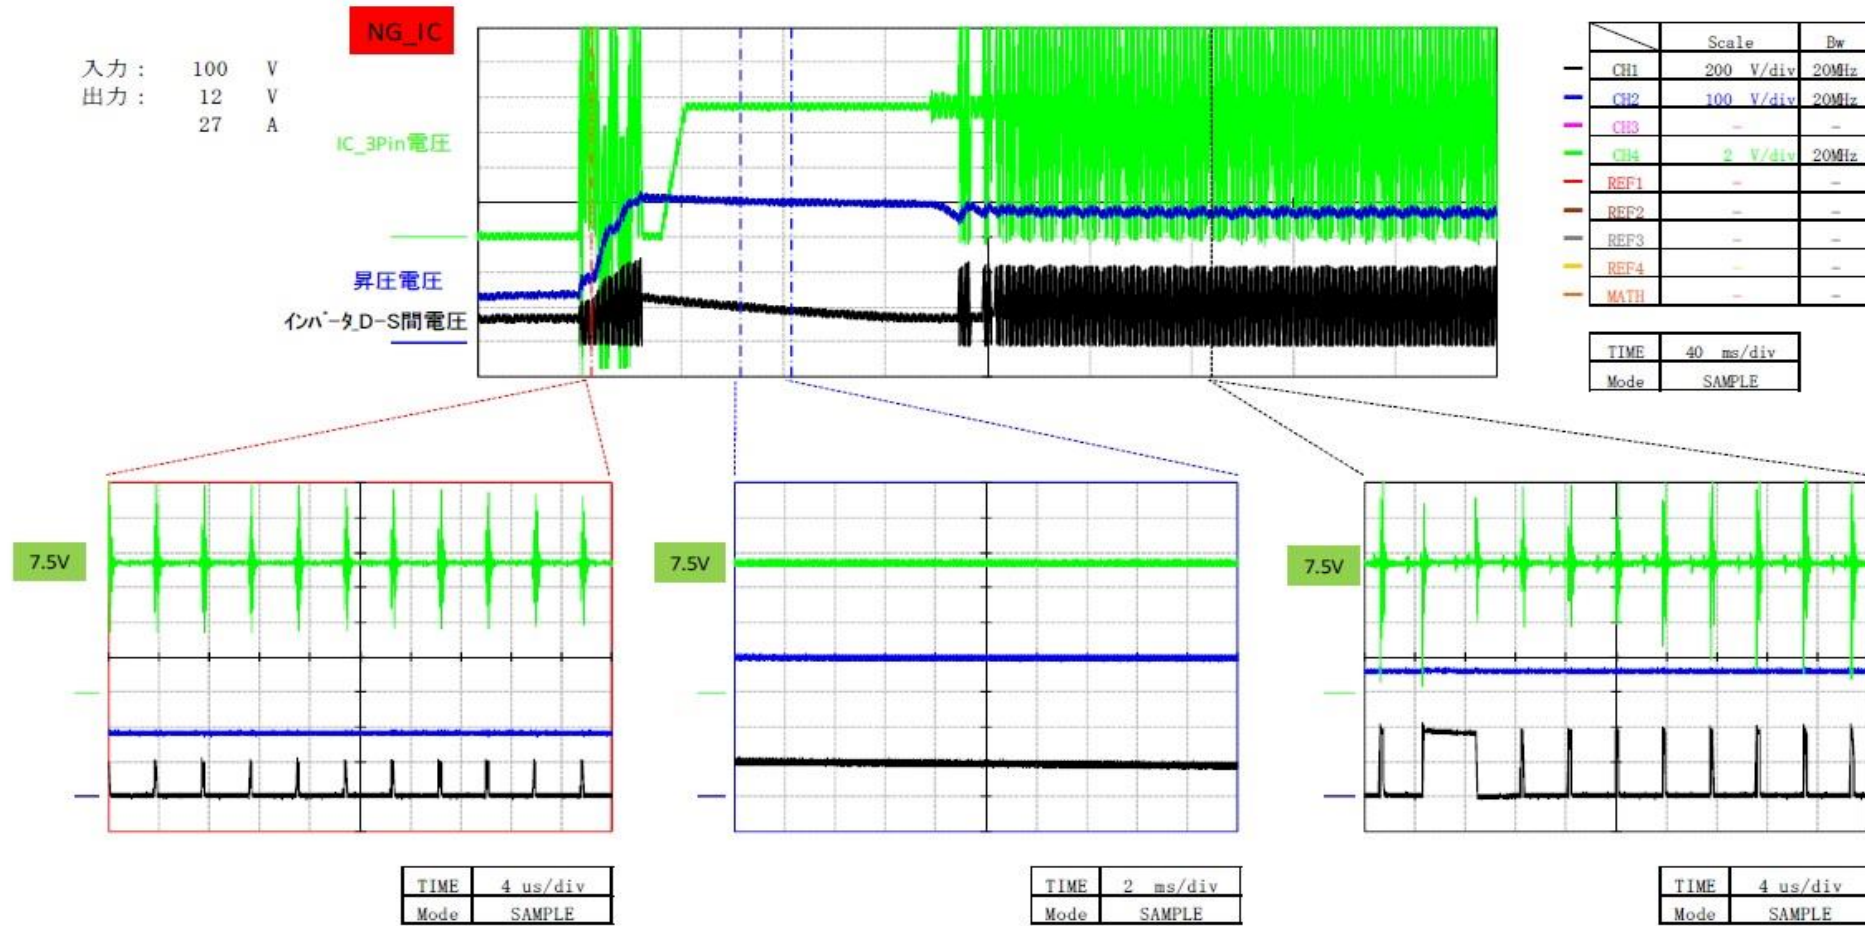 NG_IC
入力： 100 V
出力： 12 V
27 A
IC_3Pin電圧
昇圧電圧
インバータ_D-S間電圧
Scale Bw
CH1 200 V/div 20MHz
CH2 100 V/div 20MHz
CH3 - -
CH4 2 V/div 20MHz
REF1 - -
REF2 - -
REF3 - -
REF4 - -
MATH - -
TIME 40 ms/div
Mode SAMPLE
7.5V
7.5V
7.5V
TIME 4 us/div
Mode SAMPLE
TIME 2 ms/div
Mode SAMPLE
TIME 4 us/div
Mode SAMPLE